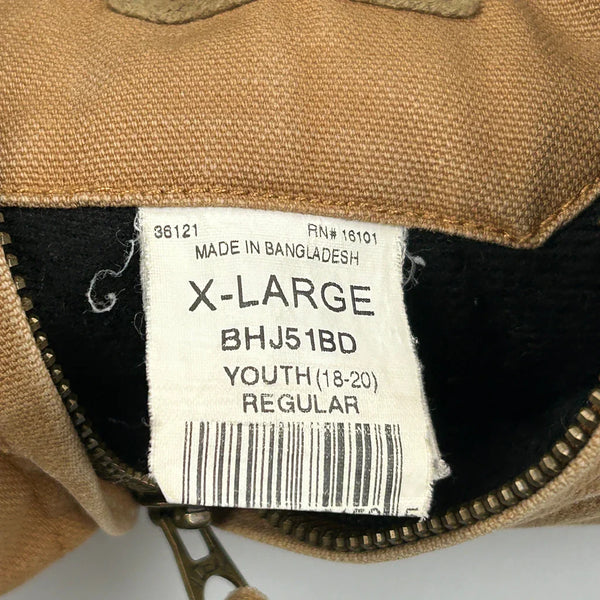 36121 RN# 16101
MADE IN BANGLADESH
X-LARGE
BHJ51BD
YOUTH (18-20)
REGULAR